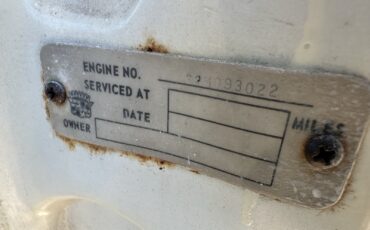 ENGINE NO.
SERVICED AT
DATE
MILES
OWNER